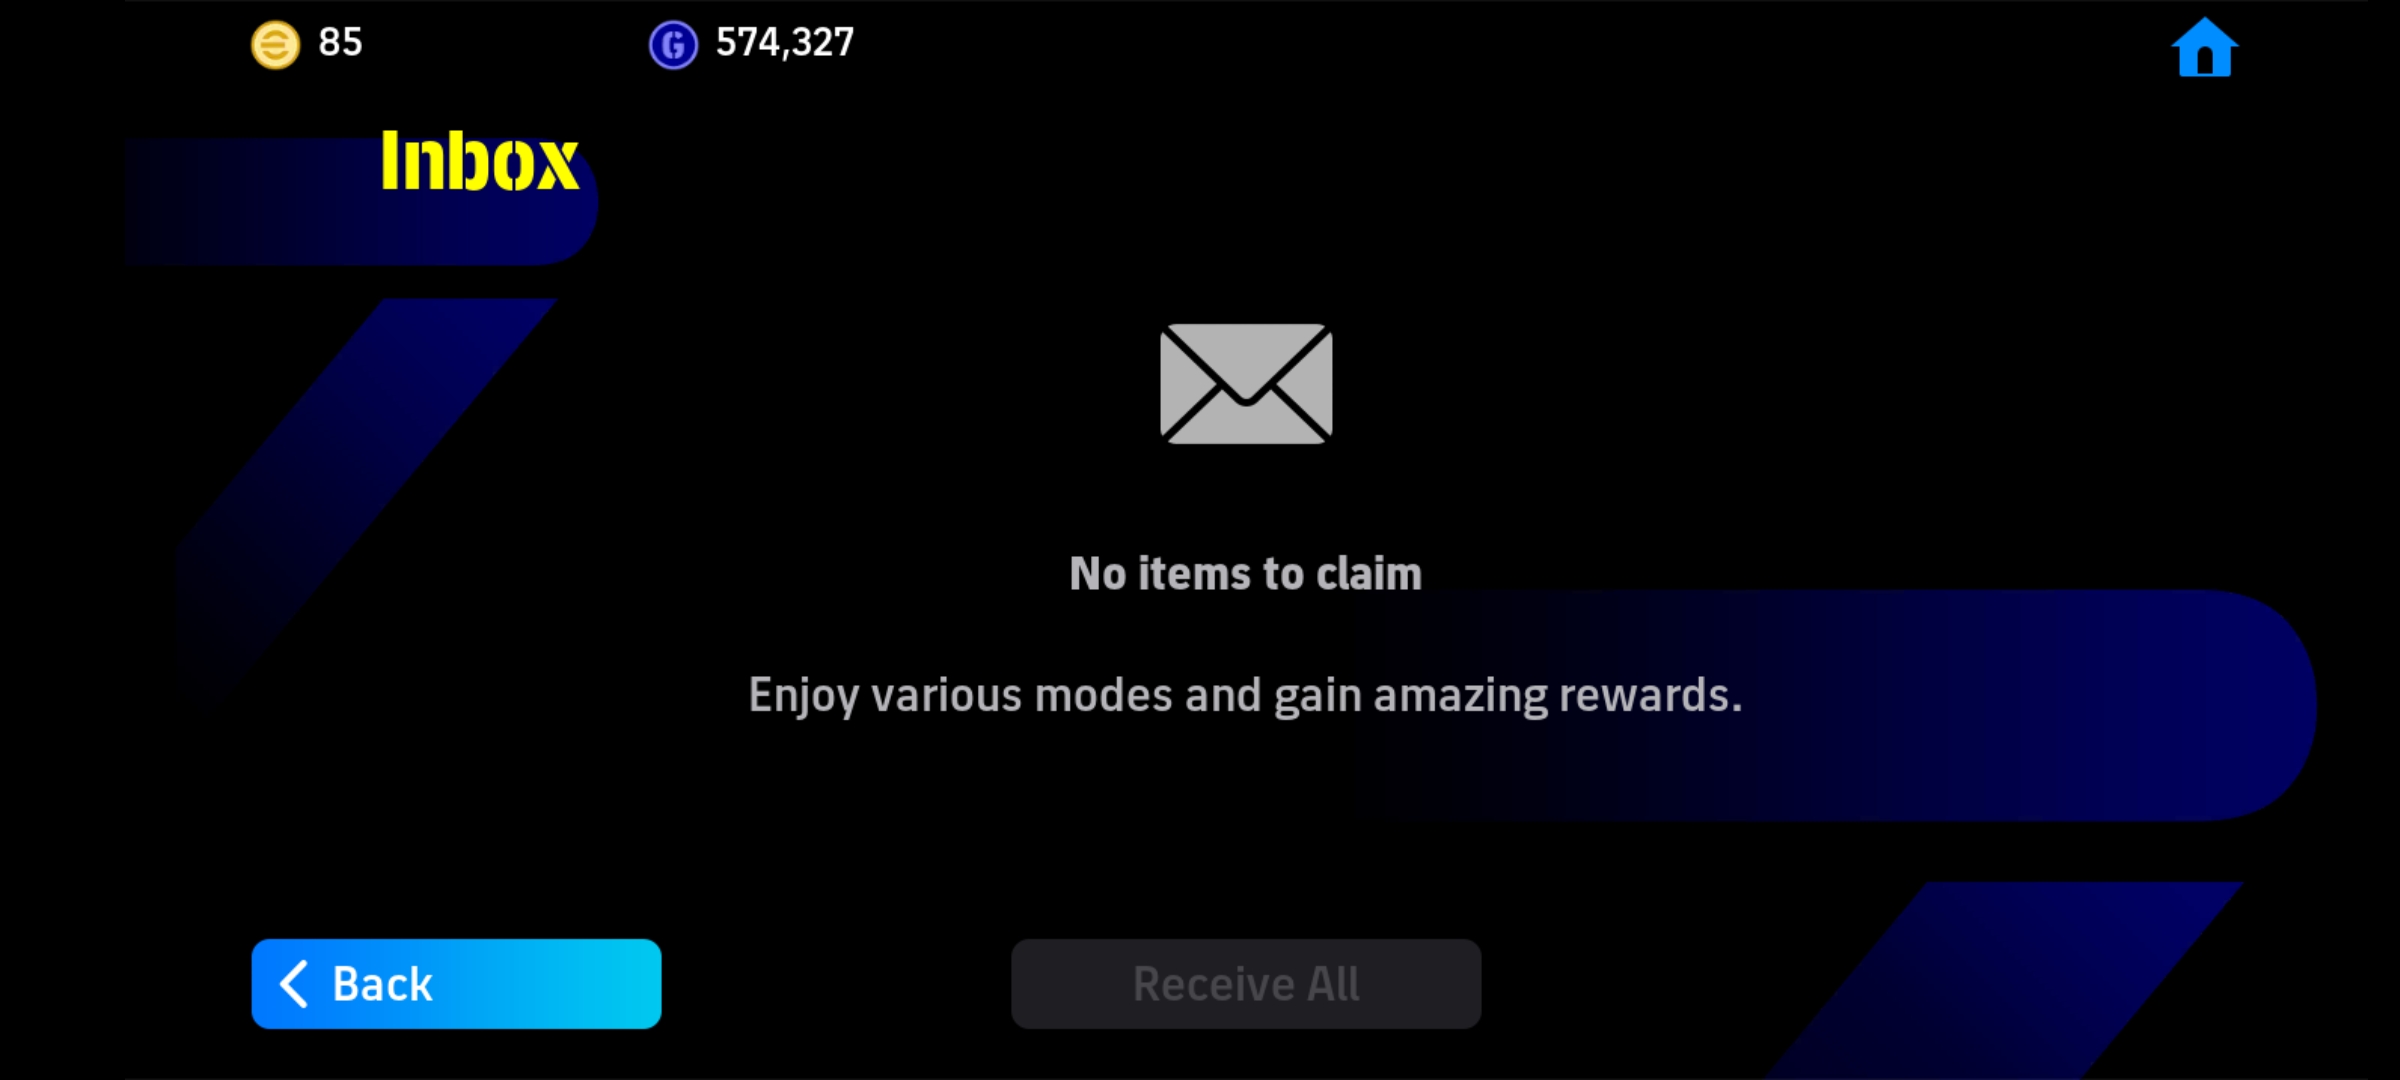 85
G 574,327
Inbox
No items to claim
Enjoy various modes and gain amazing rewards.
Back
Receive All